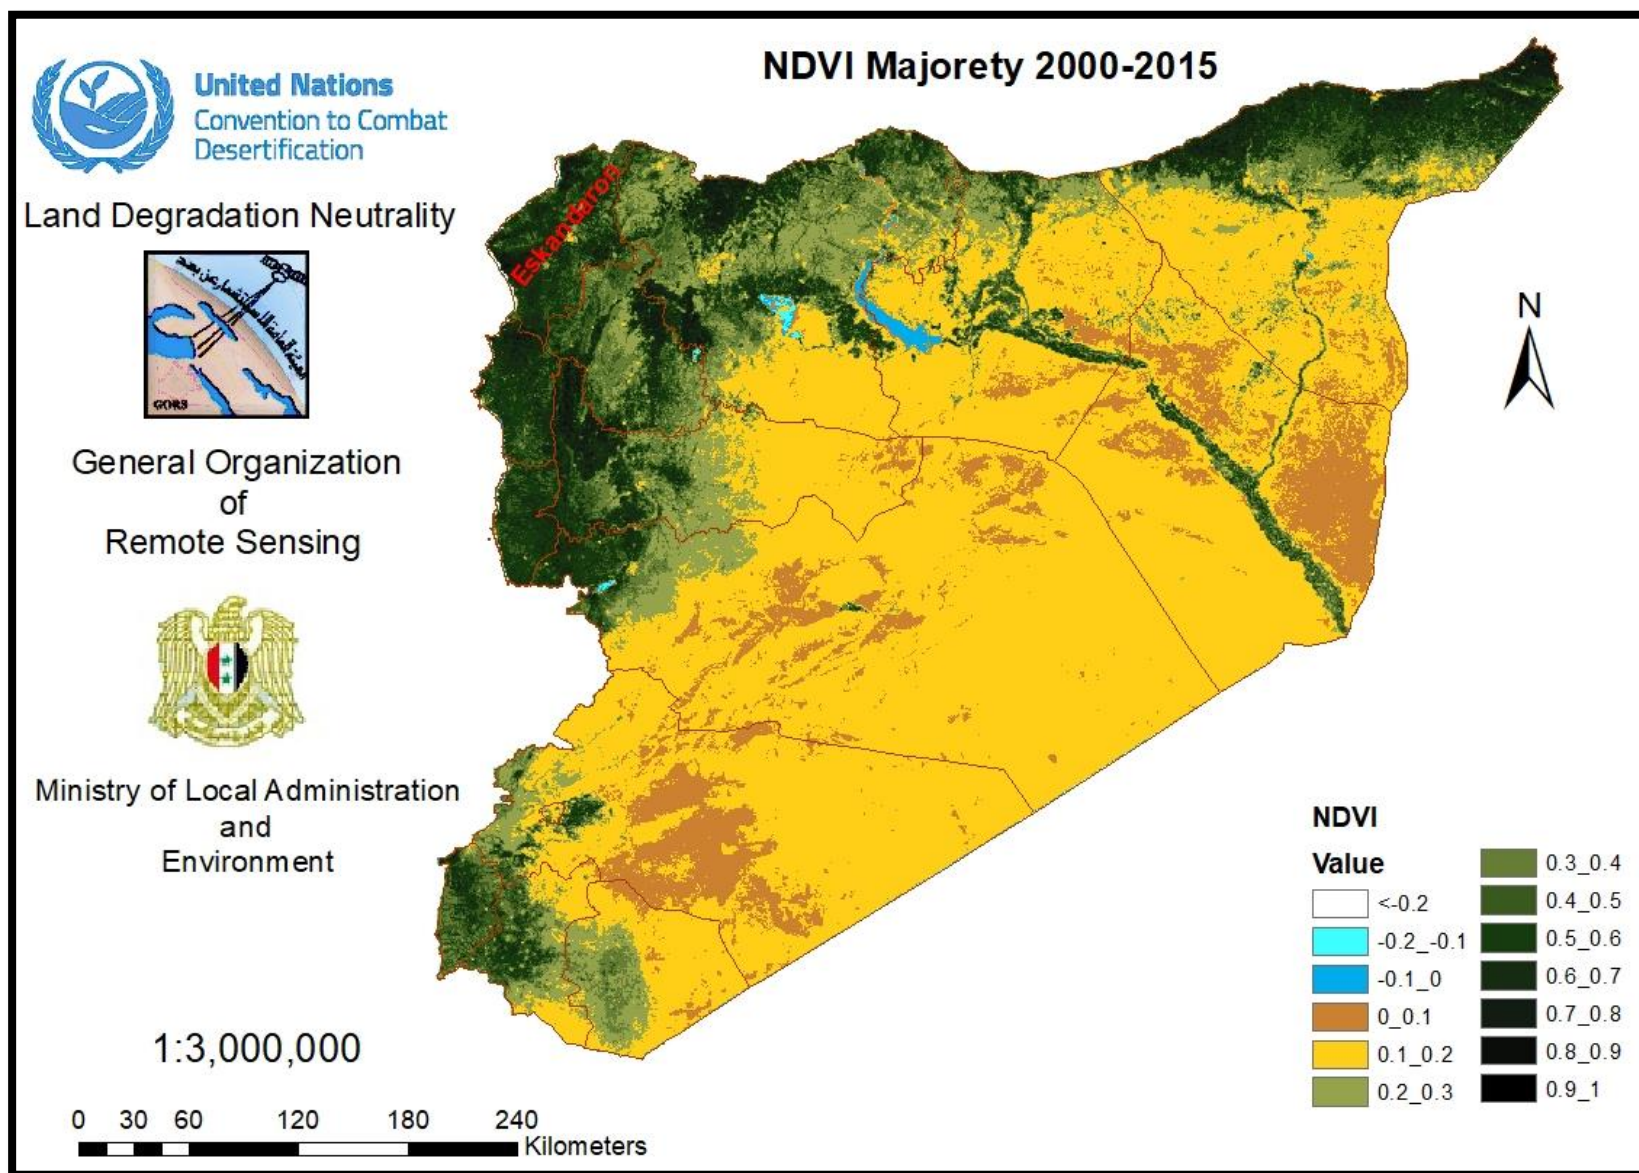 NDVI Majorety 2000-2015
United Nations
Convention to Combat
Desertification
Land Degradation Neutrality
GORS
General Organization
of
Remote Sensing
Ministry of Local Administration
and
Environment
1:3,000,000
0 30 60 120 180 240
Kilometers
Eskandaron
N
NDVI
Value
<-0.2
-0.2_-0.1
-0.1_0
0_0.1
0.1_0.2
0.2_0.3
0.3_0.4
0.4_0.5
0.5_0.6
0.6_0.7
0.7_0.8
0.8_0.9
0.9_1